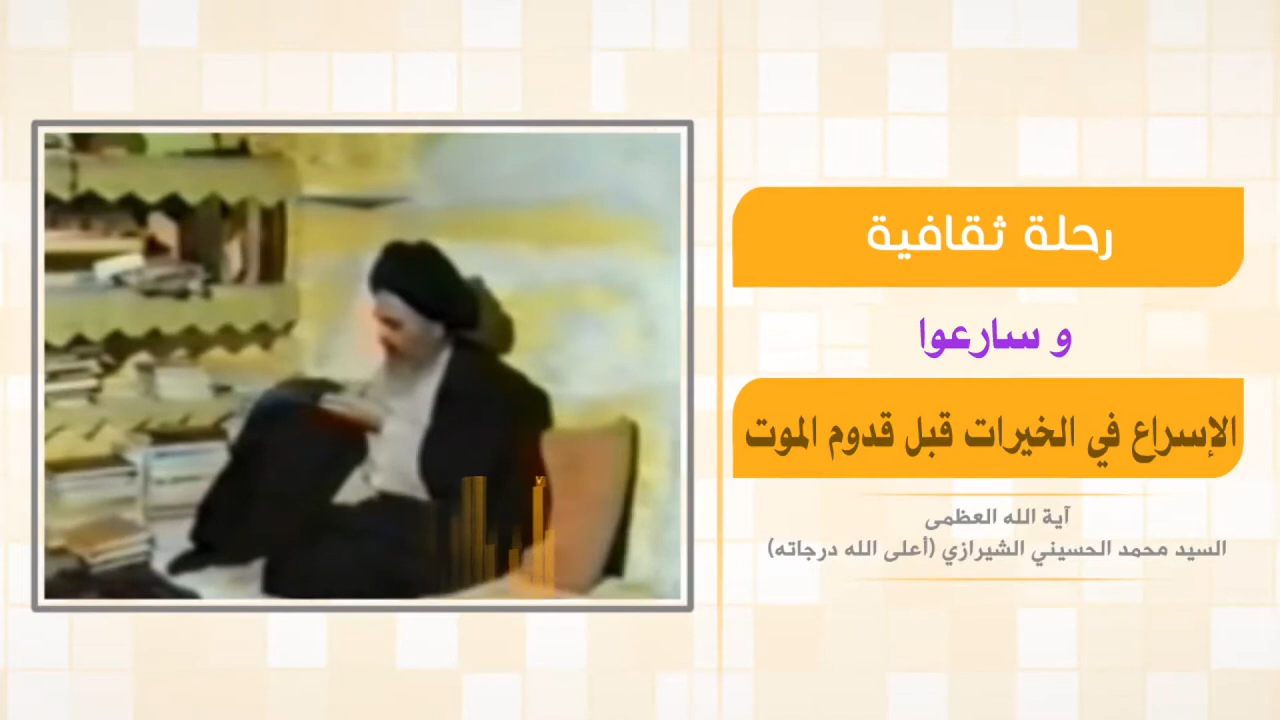 رحلة ثقافية
و سارعوا
الإسراع في الخيرات قبل قدوم الموت
آية الله العظمى
السيد محمد الحسيني الشيرازي (أعلى الله درجاته)